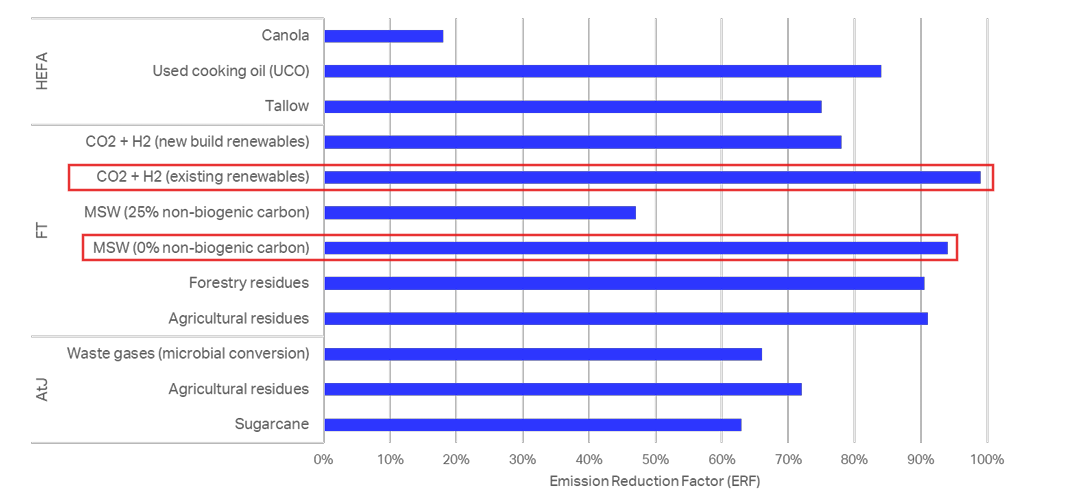 HEFA
Canola
Used cooking oil (UCO)
Tallow
FT
CO2 + H2 (new build renewables)
CO2 + H2 (existing renewables)
MSW (25% non-biogenic carbon)
MSW (0% non-biogenic carbon)
Forestry residues
Agricultural residues
AtJ
Waste gases (microbial conversion)
Agricultural residues
Sugarcane
0% 10% 20% 30% 40% 50% 60% 70% 80% 90% 100%
Emission Reduction Factor (ERF)